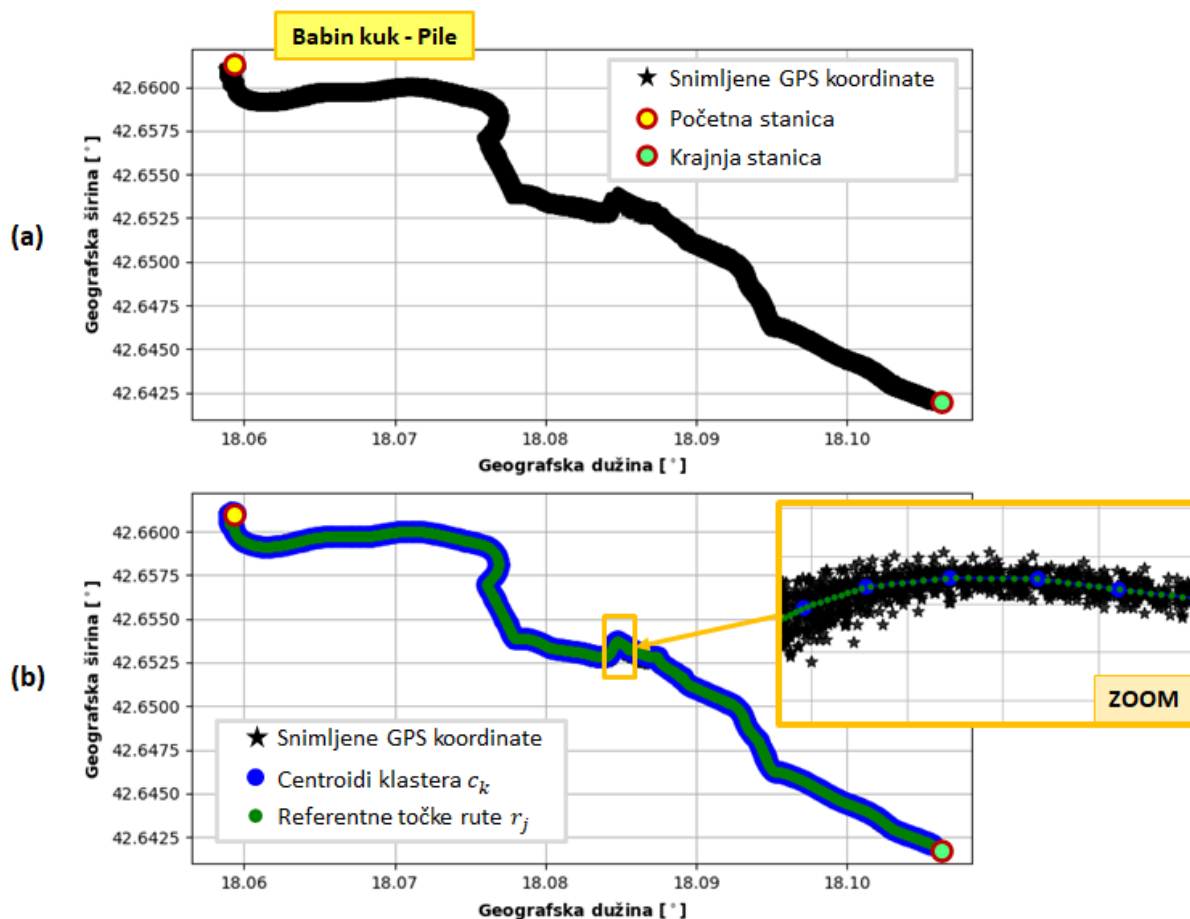 Babin kuk - Pile
(a)
Geografska širina [°]
42.6600
42.6575
42.6550
42.6525
42.6500
42.6475
42.6450
42.6425
Snimljene GPS koordinate
Početna stanica
Krajnja stanica
18.06 18.07 18.08 18.09 18.10
Geografska dužina [°]
(b)
Geografska širina [°]
42.6600
42.6575
42.6550
42.6525
42.6500
42.6475
42.6450
42.6425
ZOOM
Snimljene GPS koordinate
Centroidi klastera c_k
Referentne točke rute r_j
18.06 18.07 18.08 18.09 18.10
Geografska dužina [°]